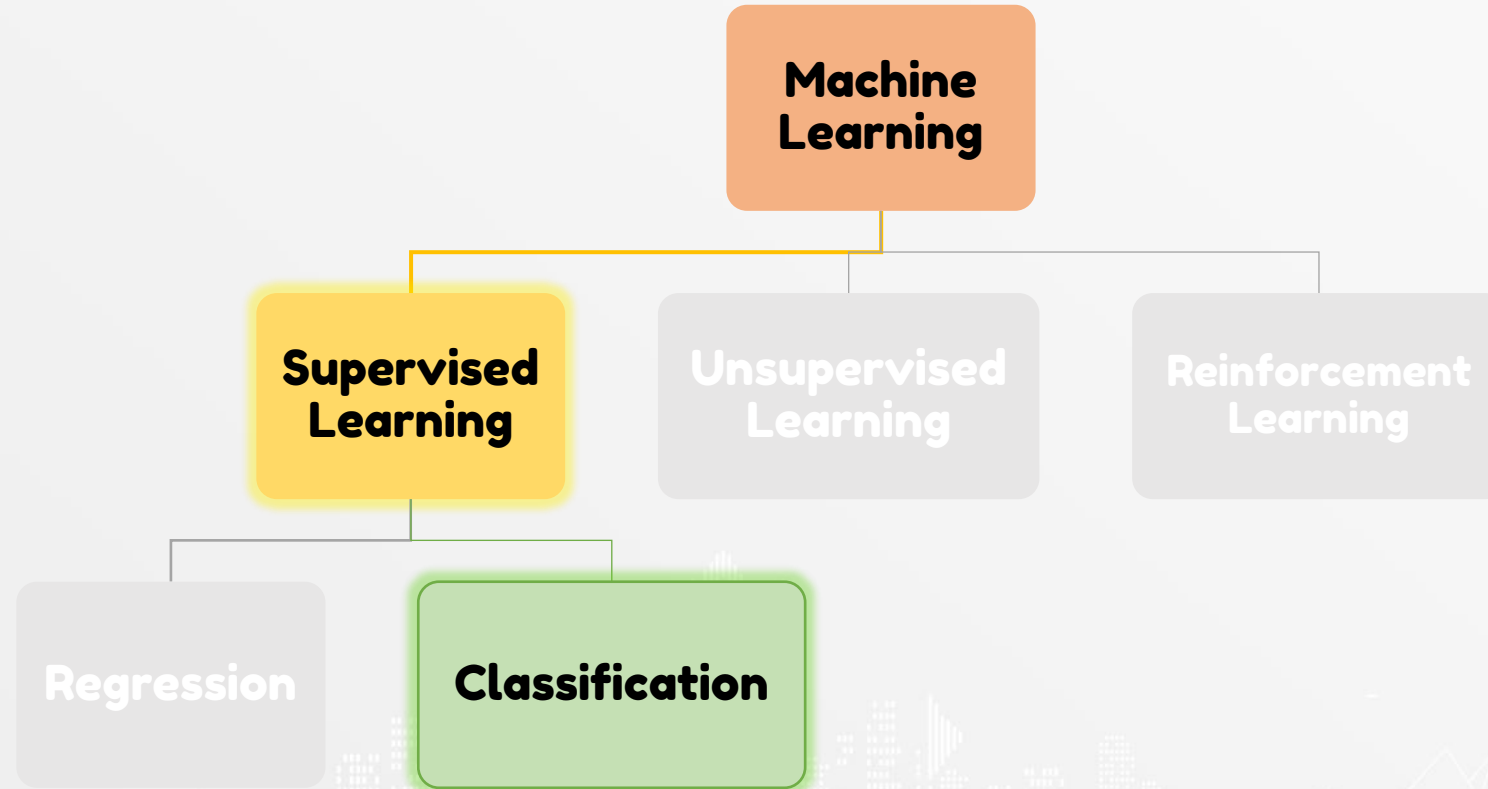 Machine
Learning
Supervised
Learning
Unsupervised
Learning
Reinforcement
Learning
Regression
Classification